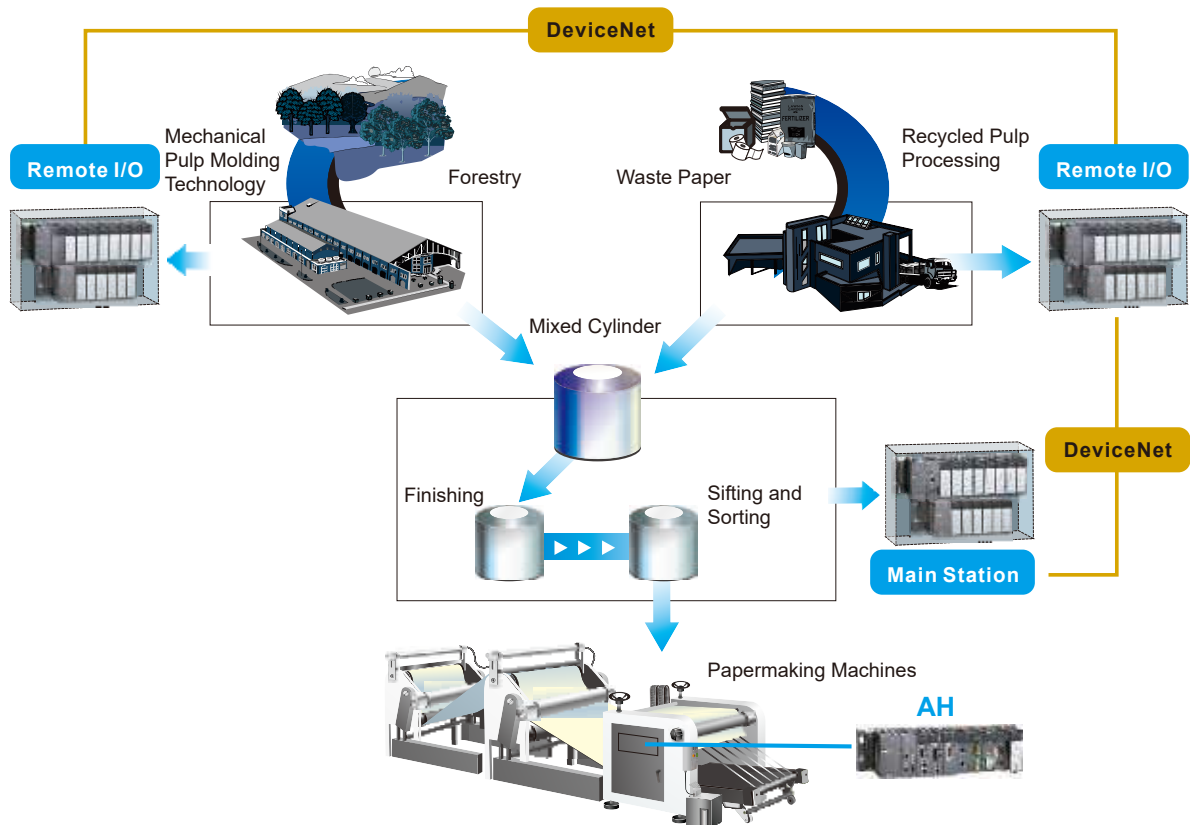 DeviceNet
Mechanical
Pulp Molding
Technology
Remote I/O
Forestry
Waste Paper
FERTILIZER
Recycled Pulp
Processing
Remote I/O
Mixed Cylinder
DeviceNet
Finishing
Sifting and
Sorting
Main Station
Papermaking Machines
AH